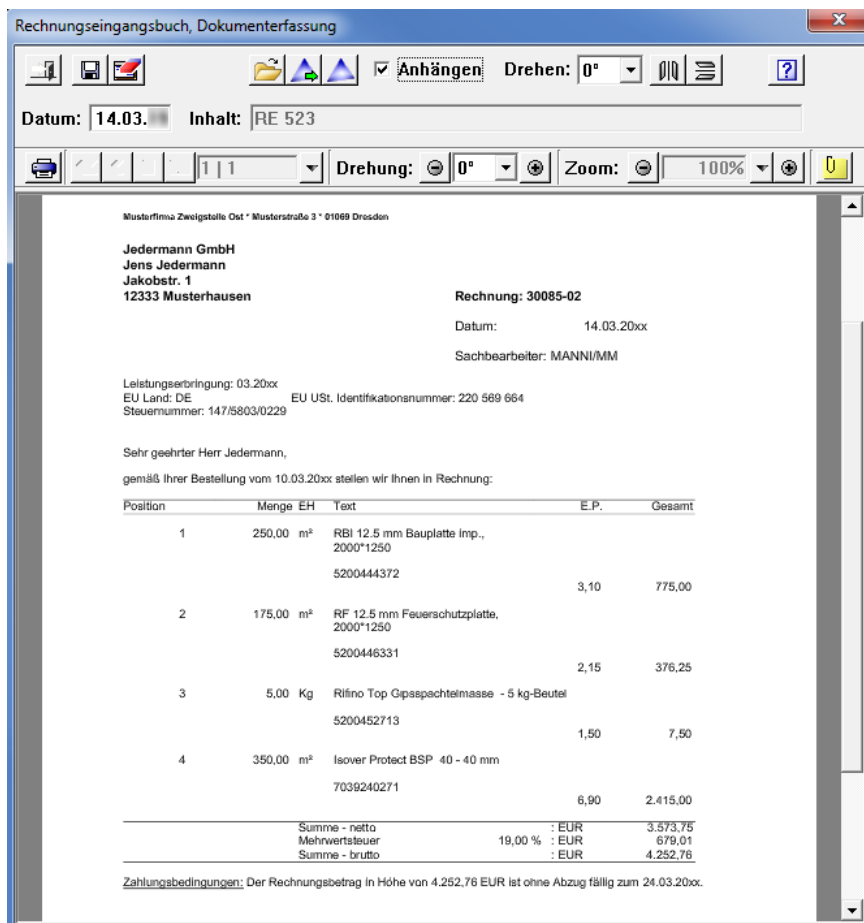 Rechnungseingangsbuch, Dokumenterfassung
Anhängen Drehen: 0°
Datum: 14.03. Inhalt: RE 523
1 | 1 Drehung: 0° Zoom: 100%
Musterfirma Zweigstelle Ost * Musterstraße 3 * 01069 Dresden
Jedermann GmbH
Jens Jedermann
Jakobstr. 1
12333 Musterhausen Rechnung: 30085-02
Datum: 14.03.20xx
Sachbearbeiter: MANNI/MM
Leistungserbringung: 03.20xx
EU Land: DE EU USt. Identifikationsnummer: 220 569 664
Steuernummer: 147/5803/0229
Sehr geehrter Herr Jedermann,
gemäß Ihrer Bestellung vom 10.03.20xx stellen wir Ihnen in Rechnung:
Position Menge EH Text E.P. Gesamt
1 250,00 m² RBI 12.5 mm Bauplatte imp.,
2000*1250
5200444372
3,10 775,00
2 175,00 m² RF 12.5 mm Feuerschutzplatte,
2000*1250
5200446331
2,15 376,25
3 5,00 Kg Rifino Top Gipsspachtelmasse - 5 kg-Beutel
5200452713
1,50 7,50
4 350,00 m² Isover Protect BSP 40 - 40 mm
7039240271
6,90 2.415,00
Summe - netto : EUR 3.573,75
Mehrwertsteuer 19,00 % : EUR 679,01
Summe - brutto : EUR 4.252,76
Zahlungsbedingungen: Der Rechnungsbetrag in Höhe von 4.252,76 EUR ist ohne Abzug fällig zum 24.03.20xx.